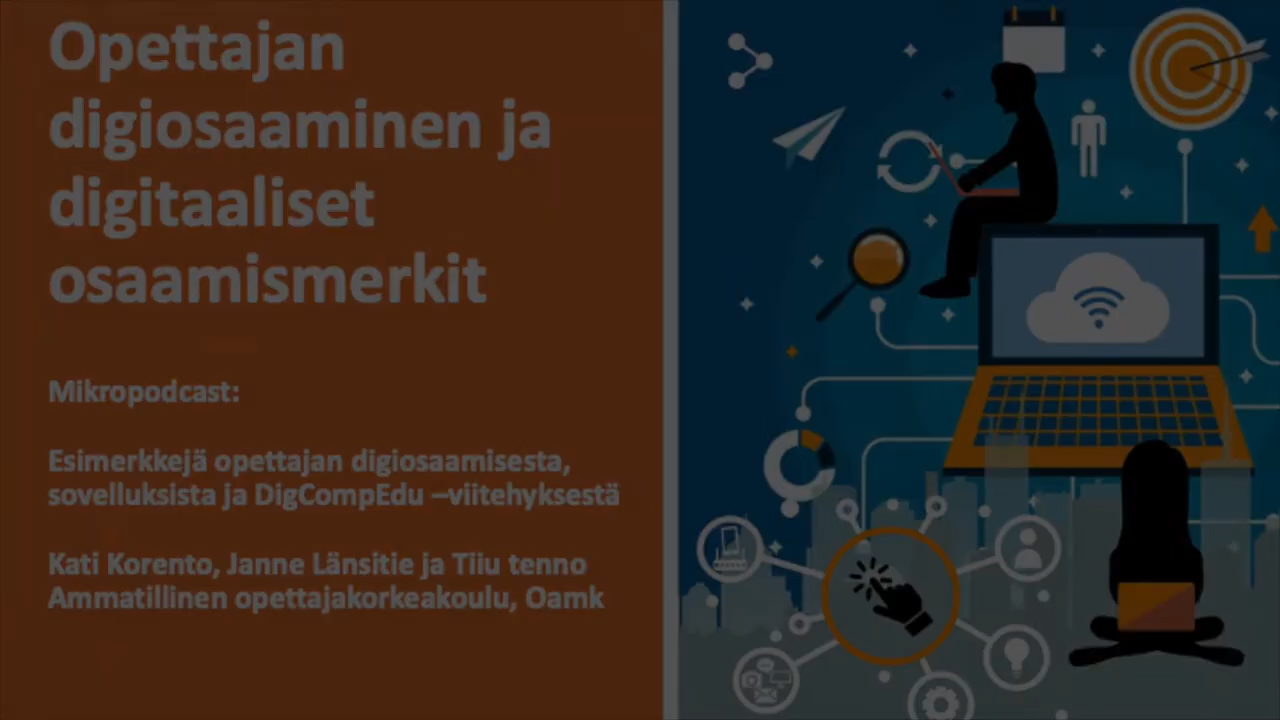 Opettajan
digiosaaminen ja
digitaaliset
osaamismerkit
Mikropodcast:
Esimerkkejä opettajan digiosaamisesta,
sovelluksista ja DigCompEdu –viitehyksestä
Kati Korento, Janne Länsitie ja Tiiu tenno
Ammatillinen opettajakorkeakoulu, Oamk